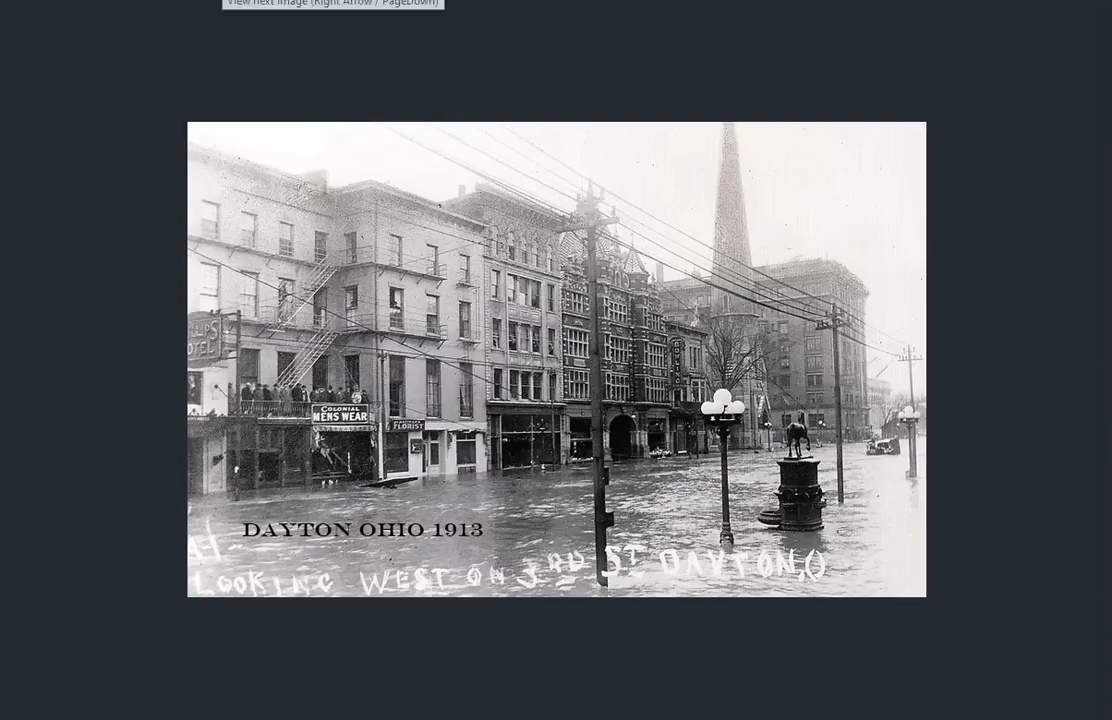 View next image (Right Arrow / PageDown)
HOTEL
COLONIAL
MENS WEAR
FLORIST
DAYTON OHIO 1913
H-
LOOKING WEST ON 3RD ST DAYTON,O